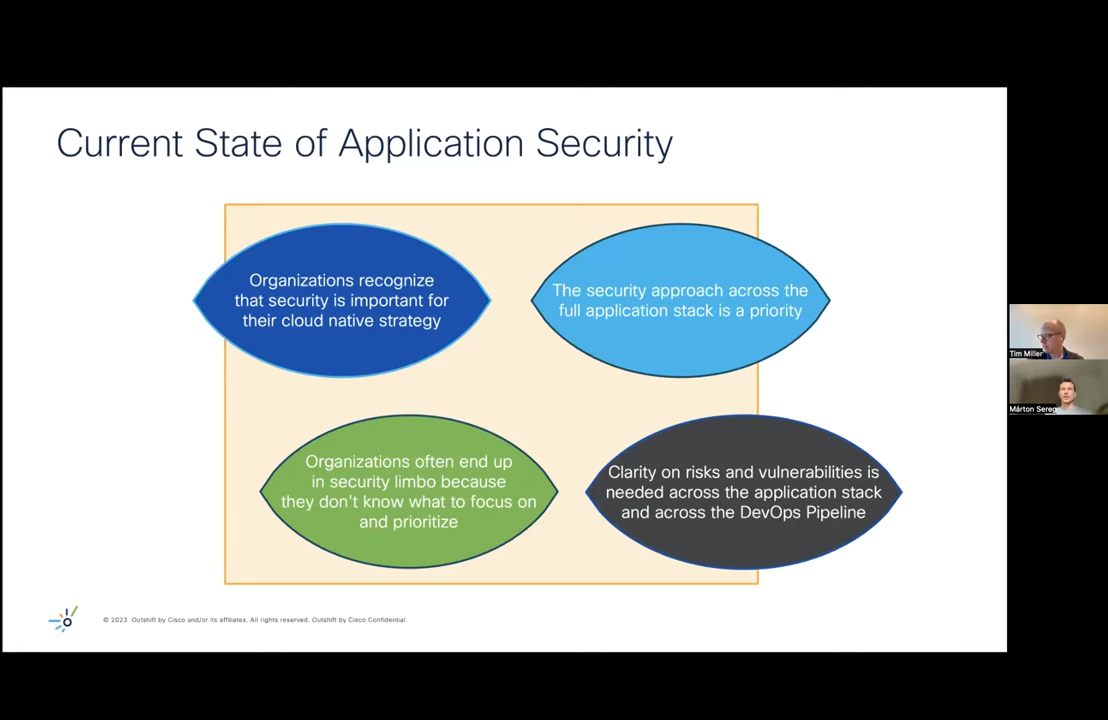 Current State of Application Security
Organizations recognize
that security is important for
their cloud native strategy
The security approach across the
full application stack is a priority
Organizations often end up
in security limbo because
they don't know what to focus on
and prioritize
Clarity on risks and vulnerabilities is
needed across the application stack
and across the DevOps Pipeline
© 2023 Outshift by Cisco and/or its affiliates. All rights reserved. Outshift by Cisco Confidential.
Tim Miller
Márton Sereg